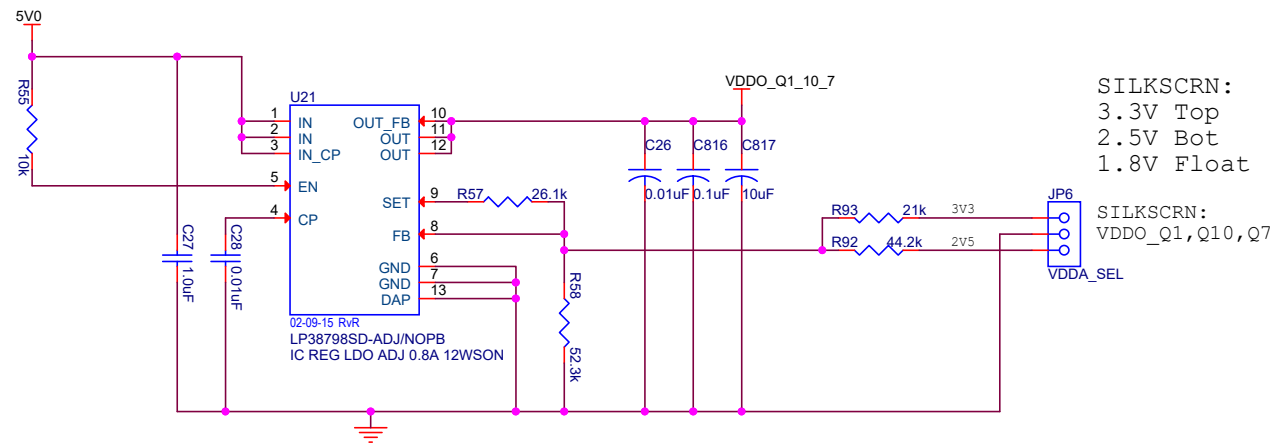 5V0
R55
10k
C27
1.0uF
C28
0.01uF
U21
1 IN
2 IN
3 IN_CP
5 EN
4 CP
OUT_FB 10
OUT 11
OUT 12
SET 9
FB 8
GND 6
GND 7
DAP 13
02-09-15 RvR
LP38798SD-ADJ/NOPB
IC REG LDO ADJ 0.8A 12WSON
R57 26.1k
R58
52.3k
VDDO_Q1_10_7
C26
0.01uF
C816
0.1uF
C817
10uF
R93 21k 3V3
R92 44.2k 2V5
JP6
VDDA_SEL
SILKSCRN:
3.3V Top
2.5V Bot
1.8V Float
SILKSCRN:
VDDO_Q1,Q10,Q7